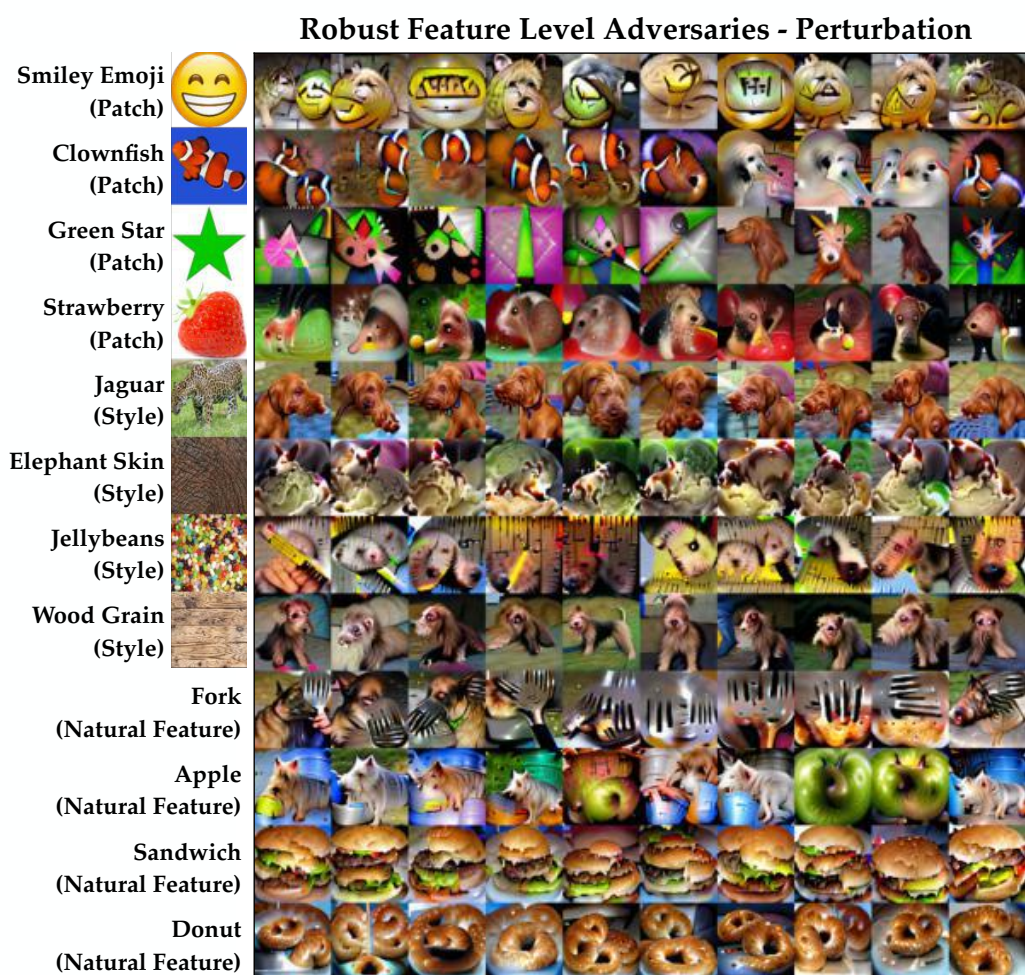 Robust Feature Level Adversaries - Perturbation
Smiley Emoji
(Patch)
Clownfish
(Patch)
Green Star
(Patch)
Strawberry
(Patch)
Jaguar
(Style)
Elephant Skin
(Style)
Jellybeans
(Style)
Wood Grain
(Style)
Fork
(Natural Feature)
Apple
(Natural Feature)
Sandwich
(Natural Feature)
Donut
(Natural Feature)